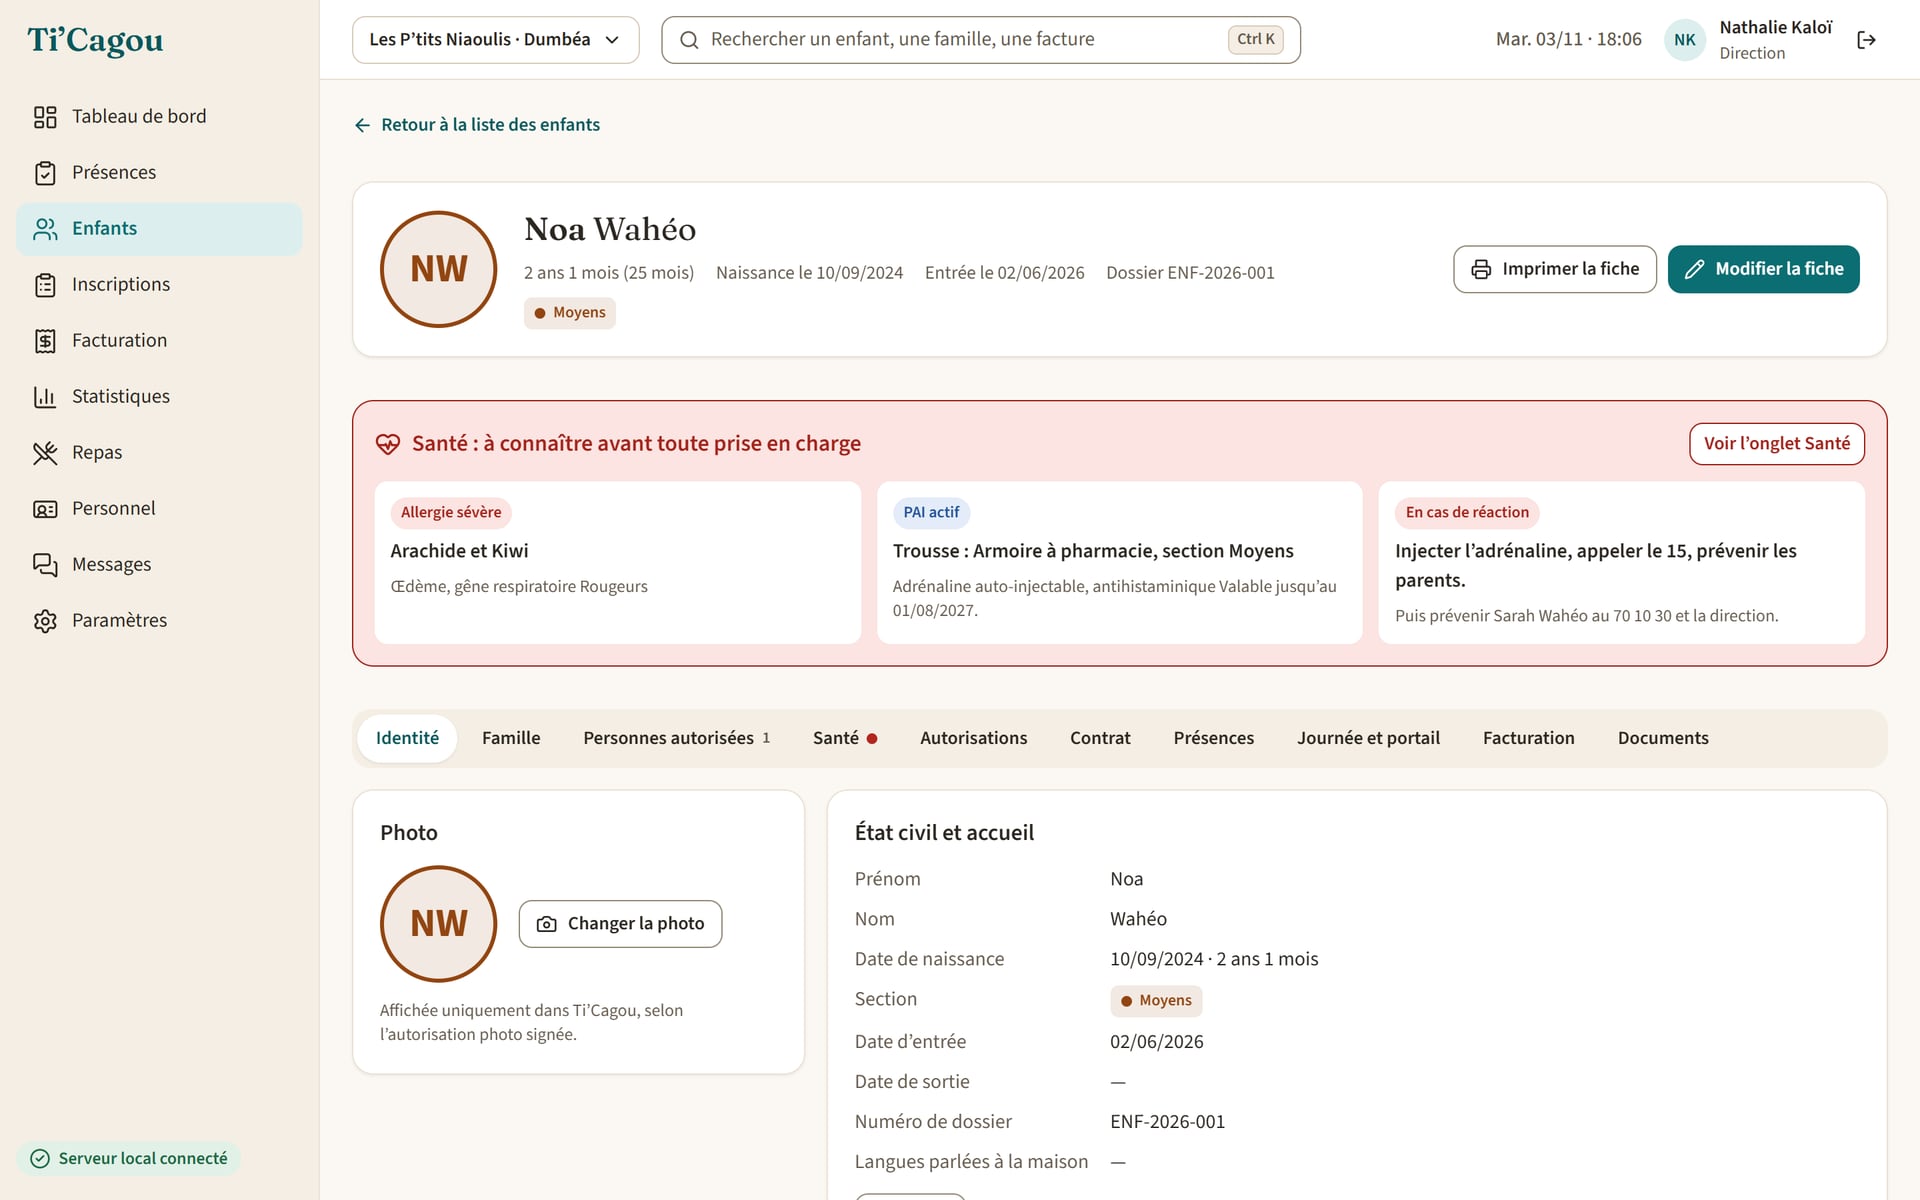 Ti’Cagou
Les P’tits Niaoulis · Dumbéa
Rechercher un enfant, une famille, une facture
Ctrl K
Mar. 03/11 · 18:06
NK
Nathalie Kaloï
Direction
Tableau de bord
Présences
Enfants
Inscriptions
Facturation
Statistiques
Repas
Personnel
Messages
Paramètres
Serveur local connecté
Retour à la liste des enfants
NW
Noa Wahéo
2 ans 1 mois (25 mois) Naissance le 10/09/2024 Entrée le 02/06/2026 Dossier ENF-2026-001
Moyens
Imprimer la fiche
Modifier la fiche
Santé : à connaître avant toute prise en charge
Voir l’onglet Santé
Allergie sévère
Arachide et Kiwi
Œdème, gêne respiratoire Rougeurs
PAI actif
Trousse : Armoire à pharmacie, section Moyens
Adrénaline auto-injectable, antihistaminique Valable jusqu’au
01/08/2027.
En cas de réaction
Injecter l’adrénaline, appeler le 15, prévenir les
parents.
Puis prévenir Sarah Wahéo au 70 10 30 et la direction.
Identité Famille Personnes autorisées 1 Santé Autorisations Contrat Présences Journée et portail Facturation Documents
Photo
NW
Changer la photo
Affichée uniquement dans Ti’Cagou, selon
l’autorisation photo signée.
État civil et accueil
Prénom Noa
Nom Wahéo
Date de naissance 10/09/2024 · 2 ans 1 mois
Section Moyens
Date d’entrée 02/06/2026
Date de sortie —
Numéro de dossier ENF-2026-001
Langues parlées à la maison —